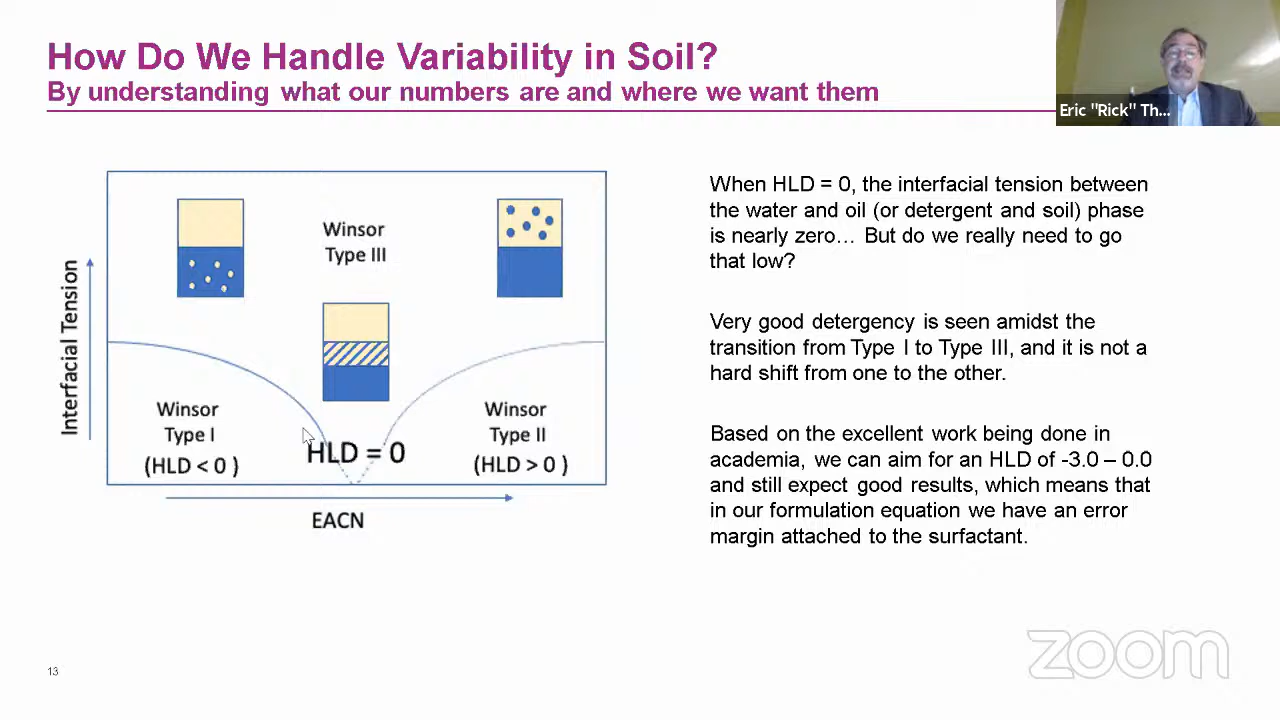 How Do We Handle Variability in Soil?
By understanding what our numbers are and where we want them
Eric "Rick" Th...
Interfacial Tension
Winsor
Type III
Winsor
Type I
(HLD < 0 )
HLD = 0
Winsor
Type II
(HLD > 0 )
EACN
When HLD = 0, the interfacial tension between
the water and oil (or detergent and soil) phase
is nearly zero… But do we really need to go
that low?
Very good detergency is seen amidst the
transition from Type I to Type III, and it is not a
hard shift from one to the other.
Based on the excellent work being done in
academia, we can aim for an HLD of -3.0 – 0.0
and still expect good results, which means that
in our formulation equation we have an error
margin attached to the surfactant.
13
zoom